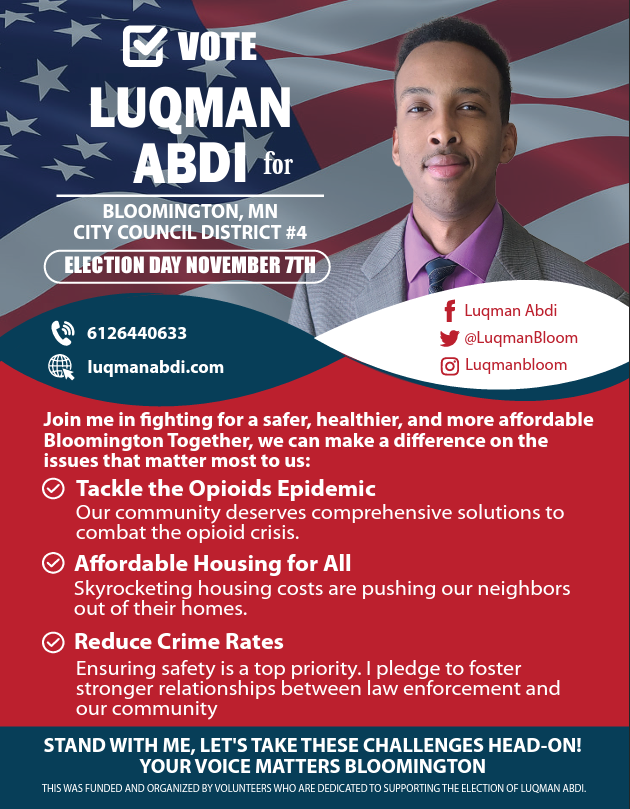 VOTE
LUQMAN
ABDI for
BLOOMINGTON, MN
CITY COUNCIL DISTRICT #4
ELECTION DAY NOVEMBER 7TH
6126440633
luqmanabdi.com
Luqman Abdi
@LuqmanBloom
Luqmanbloom
Join me in fighting for a safer, healthier, and more affordable
Bloomington Together, we can make a difference on the
issues that matter most to us:
Tackle the Opioids Epidemic
Our community deserves comprehensive solutions to
combat the opioid crisis.
Affordable Housing for All
Skyrocketing housing costs are pushing our neighbors
out of their homes.
Reduce Crime Rates
Ensuring safety is a top priority. I pledge to foster
stronger relationships between law enforcement and
our community
STAND WITH ME, LET'S TAKE THESE CHALLENGES HEAD-ON!
YOUR VOICE MATTERS BLOOMINGTON
THIS WAS FUNDED AND ORGANIZED BY VOLUNTEERS WHO ARE DEDICATED TO SUPPORTING THE ELECTION OF LUQMAN ABDI.